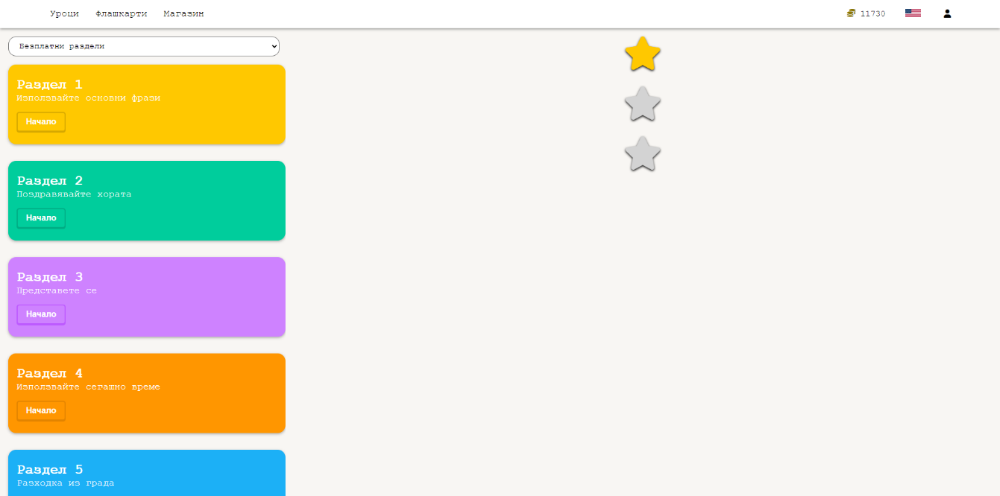 Уроци Флашкарти Магазин 11730
Безплатни раздели
Раздел 1
Използвайте основни фрази
Начало
Раздел 2
Поздравявайте хората
Начало
Раздел 3
Представете се
Начало
Раздел 4
Използвайте сегашно време
Начало
Раздел 5
Разходка из града